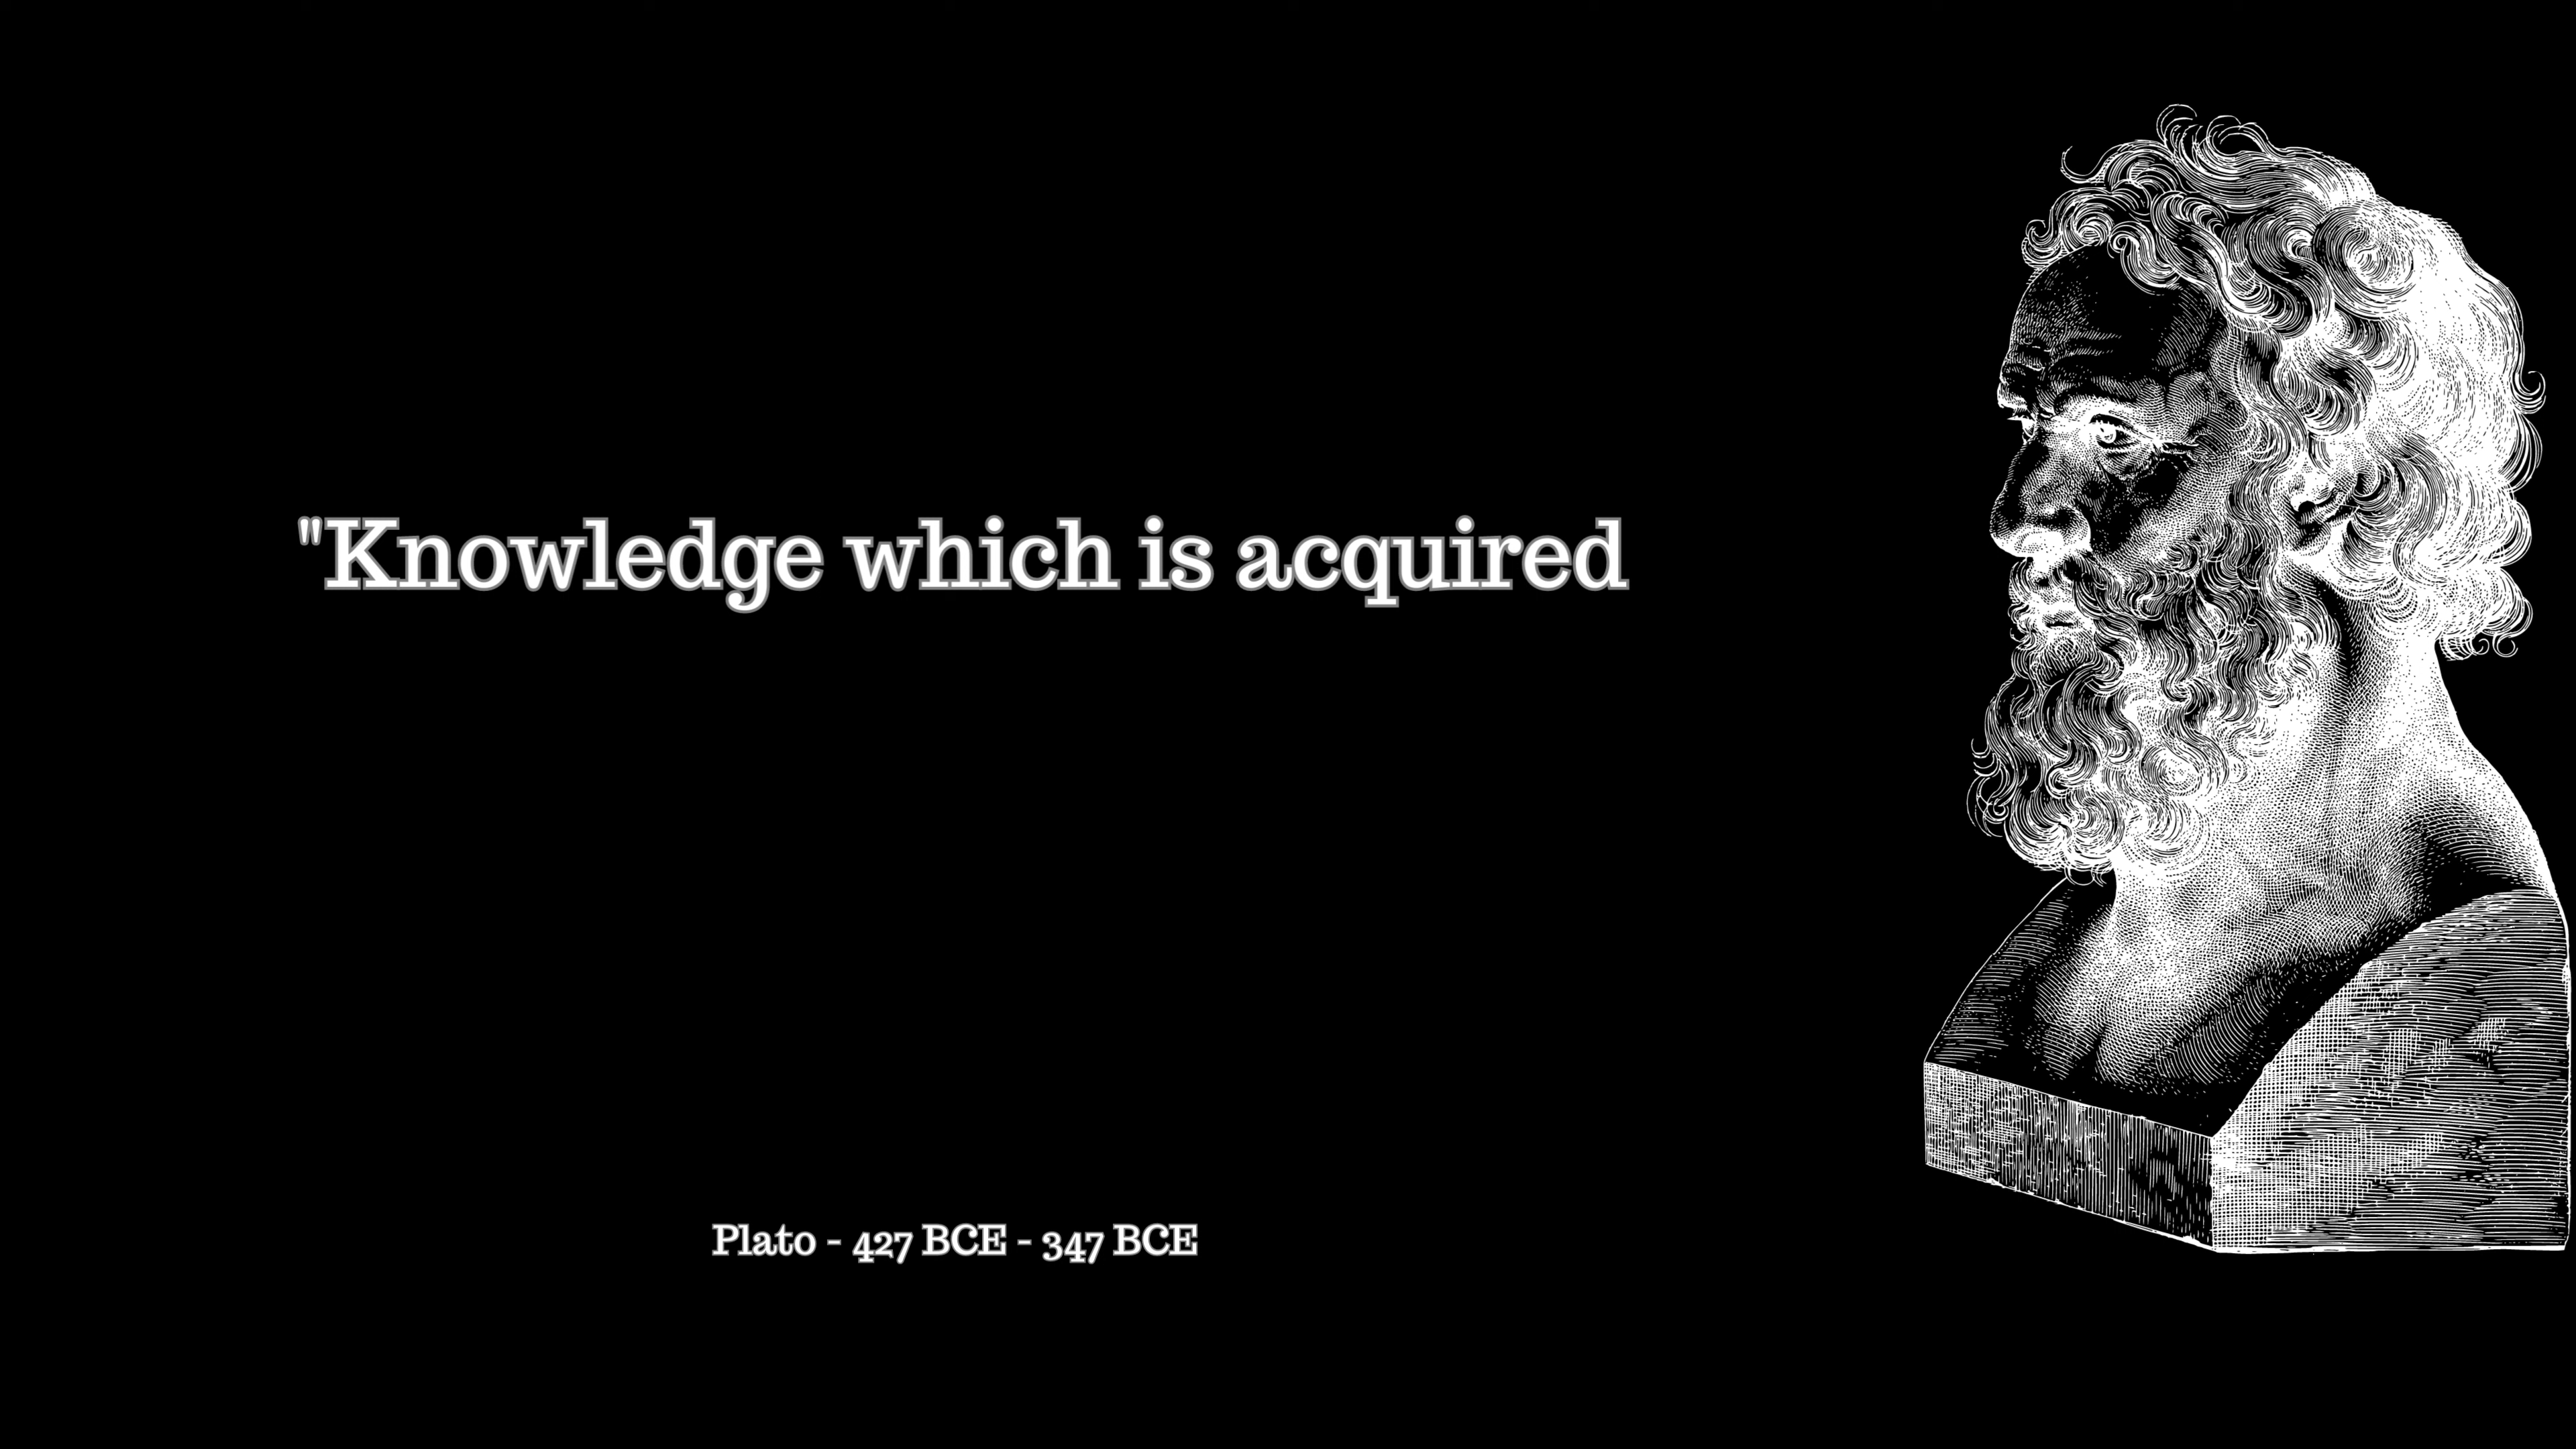 "Knowledge which is acquired
Plato - 427 BCE - 347 BCE